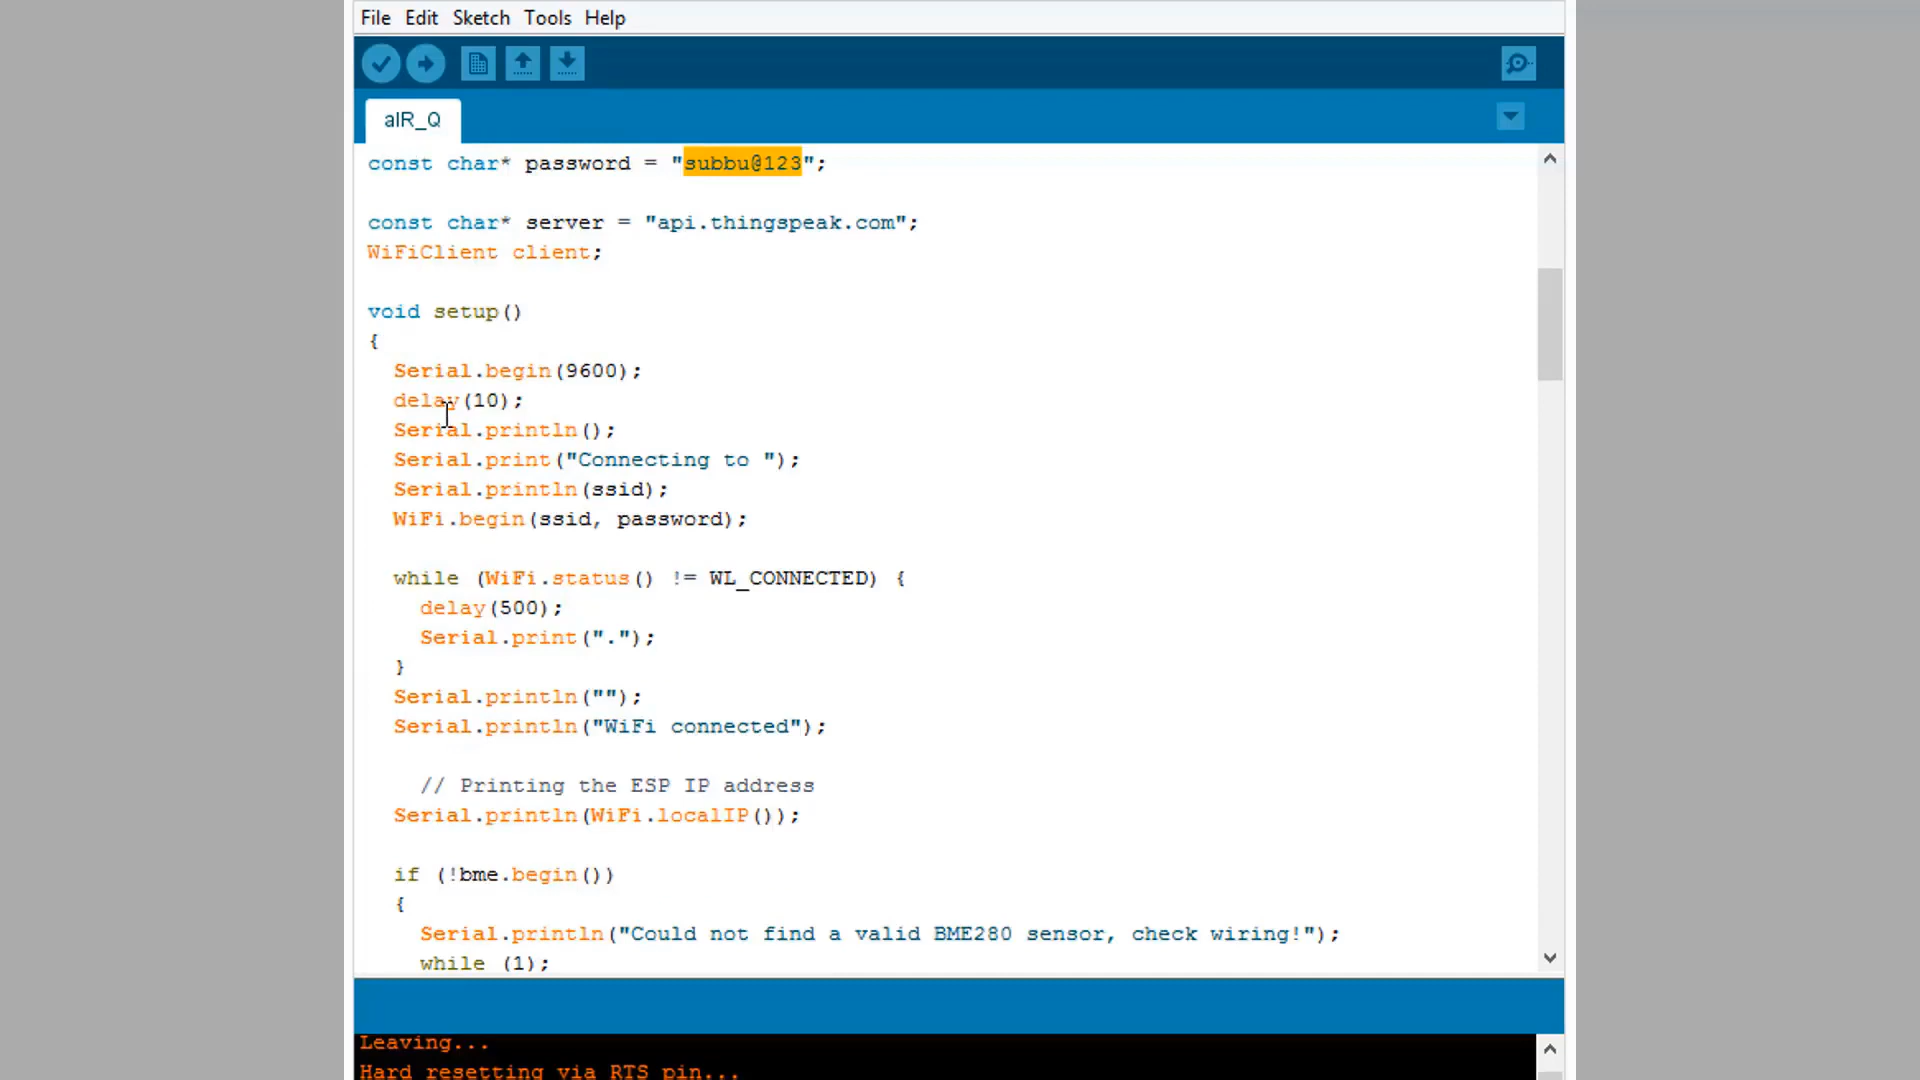 File Edit Sketch Tools Help
aIR_Q
const char* password = "subbu@123";
const char* server = "api.thingspeak.com";
WiFiClient client;
void setup()
{
Serial.begin(9600);
delay(10);
Serial.println();
Serial.print("Connecting to ");
Serial.println(ssid);
WiFi.begin(ssid, password);
while (WiFi.status() != WL_CONNECTED) {
delay(500);
Serial.print(".");
}
Serial.println("");
Serial.println("WiFi connected");
// Printing the ESP IP address
Serial.println(WiFi.localIP());
if (!bme.begin())
{
Serial.println("Could not find a valid BME280 sensor, check wiring!");
while (1);
Leaving...
Hard resetting via RTS pin...